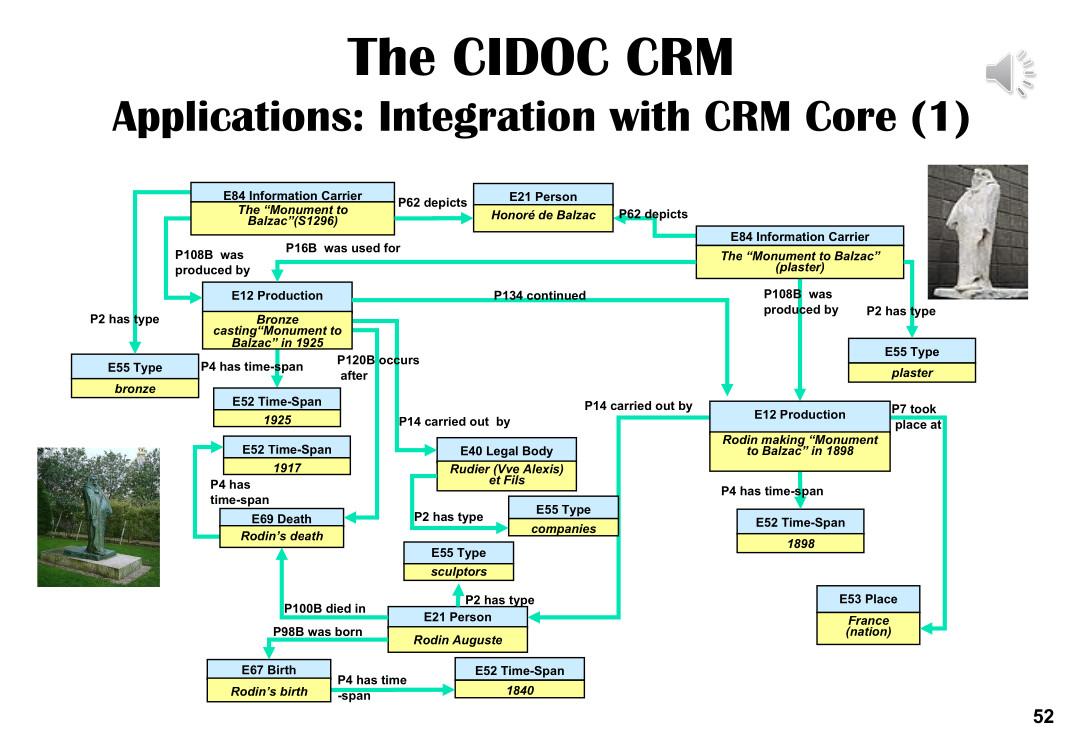 The CIDOC CRM
Applications: Integration with CRM Core (1)
E84 Information Carrier
The “Monument to
Balzac”(S1296)
P62 depicts
E21 Person
Honoré de Balzac
P62 depicts
E84 Information Carrier
The “Monument to Balzac”
(plaster)
P108B was
produced by
P16B was used for
E12 Production
Bronze
casting“Monument to
Balzac” in 1925
P134 continued
P108B was
produced by
P2 has type
P2 has type
E55 Type
bronze
P4 has time-span
P120B occurs
after
E55 Type
plaster
E52 Time-Span
1925
P14 carried out by
P14 carried out by
E12 Production
Rodin making “Monument
to Balzac” in 1898
P7 took
place at
E52 Time-Span
1917
E40 Legal Body
Rudier (Vve Alexis)
et Fils
P4 has
time-span
P4 has time-span
E69 Death
Rodin’s death
P2 has type
E55 Type
companies
E52 Time-Span
1898
E55 Type
sculptors
P2 has type
E53 Place
France
(nation)
P100B died in
E21 Person
Rodin Auguste
P98B was born
E67 Birth
Rodin’s birth
P4 has time
-span
E52 Time-Span
1840
52